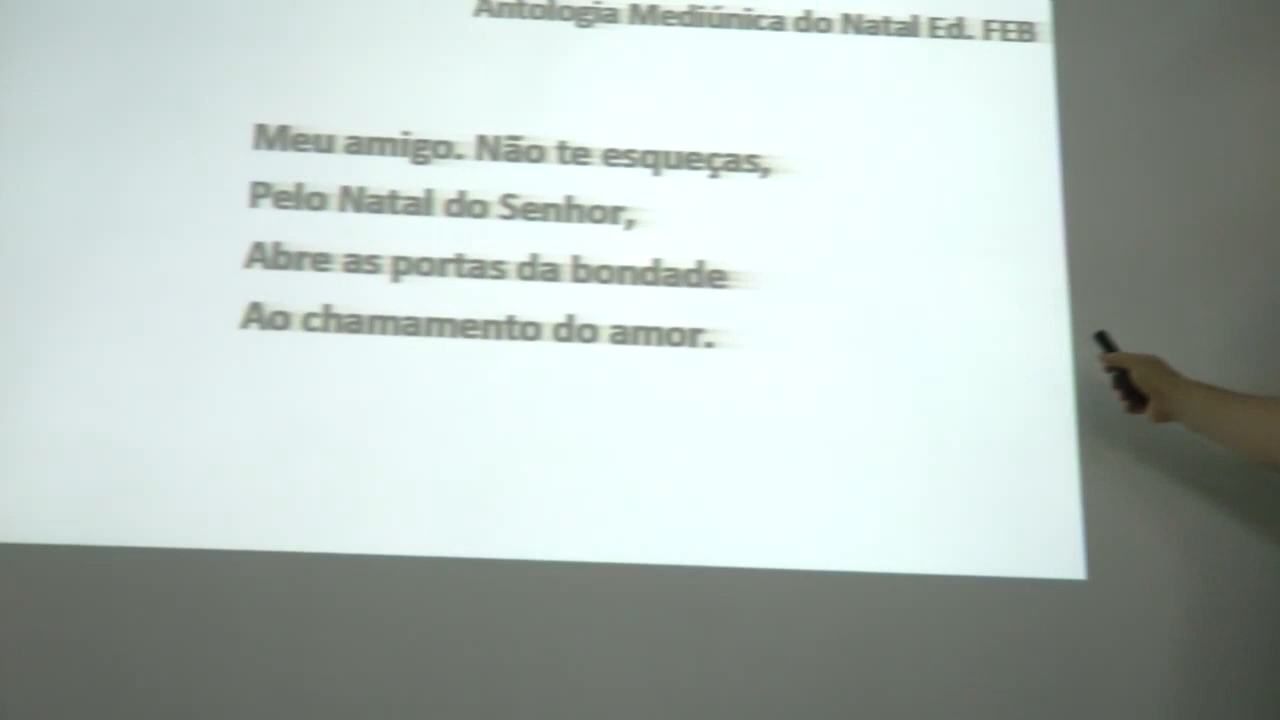 Antologia Mediúnica do Natal Ed. FEB
Meu amigo. Não te esqueças,
Pelo Natal do Senhor,
Abre as portas da bondade
Ao chamamento do amor.